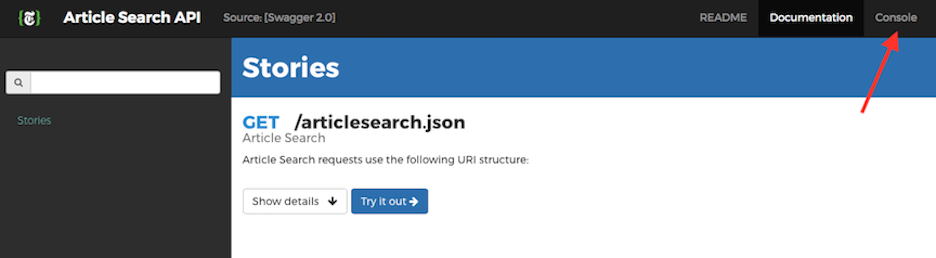 Article Search API Source: [Swagger 2.0] README Documentation Console
Stories
Stories
GET /articlesearch.json
Article Search
Article Search requests use the following URI structure:
Show details Try it out